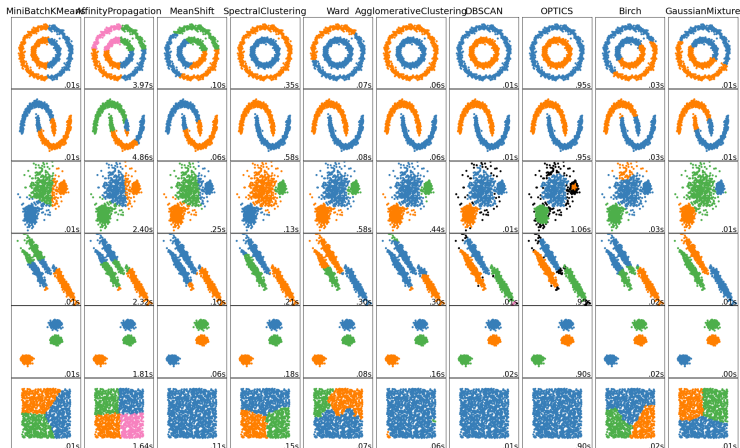 MiniBatchKMeans AffinityPropagation MeanShift SpectralClustering Ward AgglomerativeClustering DBSCAN OPTICS Birch GaussianMixture
.01s 3.97s .10s .35s .07s .06s .01s .95s .03s .01s
.01s 4.86s .06s .58s .08s .06s .01s .95s .03s .01s
.01s 2.40s .25s .13s .58s .44s .01s 1.06s .02s .01s
.01s 2.32s .10s .21s .30s .30s .01s .02s .01s
.01s 1.81s .06s .18s .08s .16s .02s .90s .02s .00s
.01s 1.64s .11s .15s .06s .06s .01s .90s .02s .01s